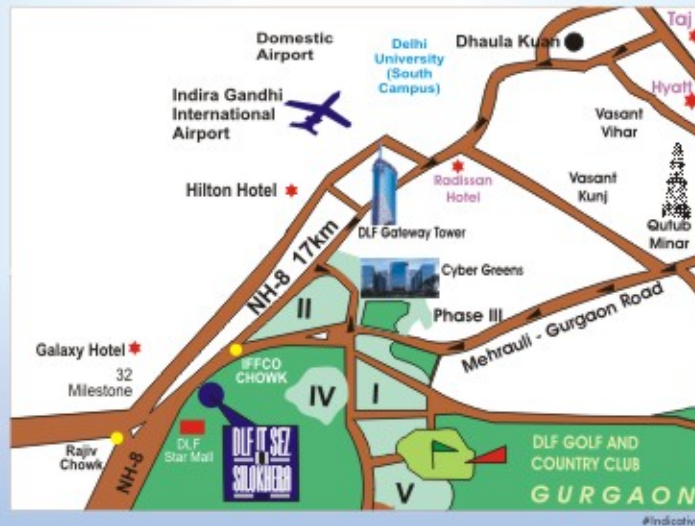 Domestic
Airport
Delhi
University
(South
Campus)
Dhaula Kuan
Taj
Hyatt
Indira Gandhi
International
Airport
Vasant
Vihar
Hilton Hotel
Radissan
Hotel
Vasant
Kunj
Qutub
Minar
DLF Gateway Tower
NH-8 17km
Cyber Greens
II
Phase III
Mehrauli - Gurgaon Road
Galaxy Hotel
32
Milestone
IFFCO
CHOWK
IV
I
Rajiv
Chowk
NH-8
DLF
Star Mall
DLF IT SEZ
IN
SILOKHERA
DLF GOLF AND
COUNTRY CLUB
V
GURGAON
#Indicativ